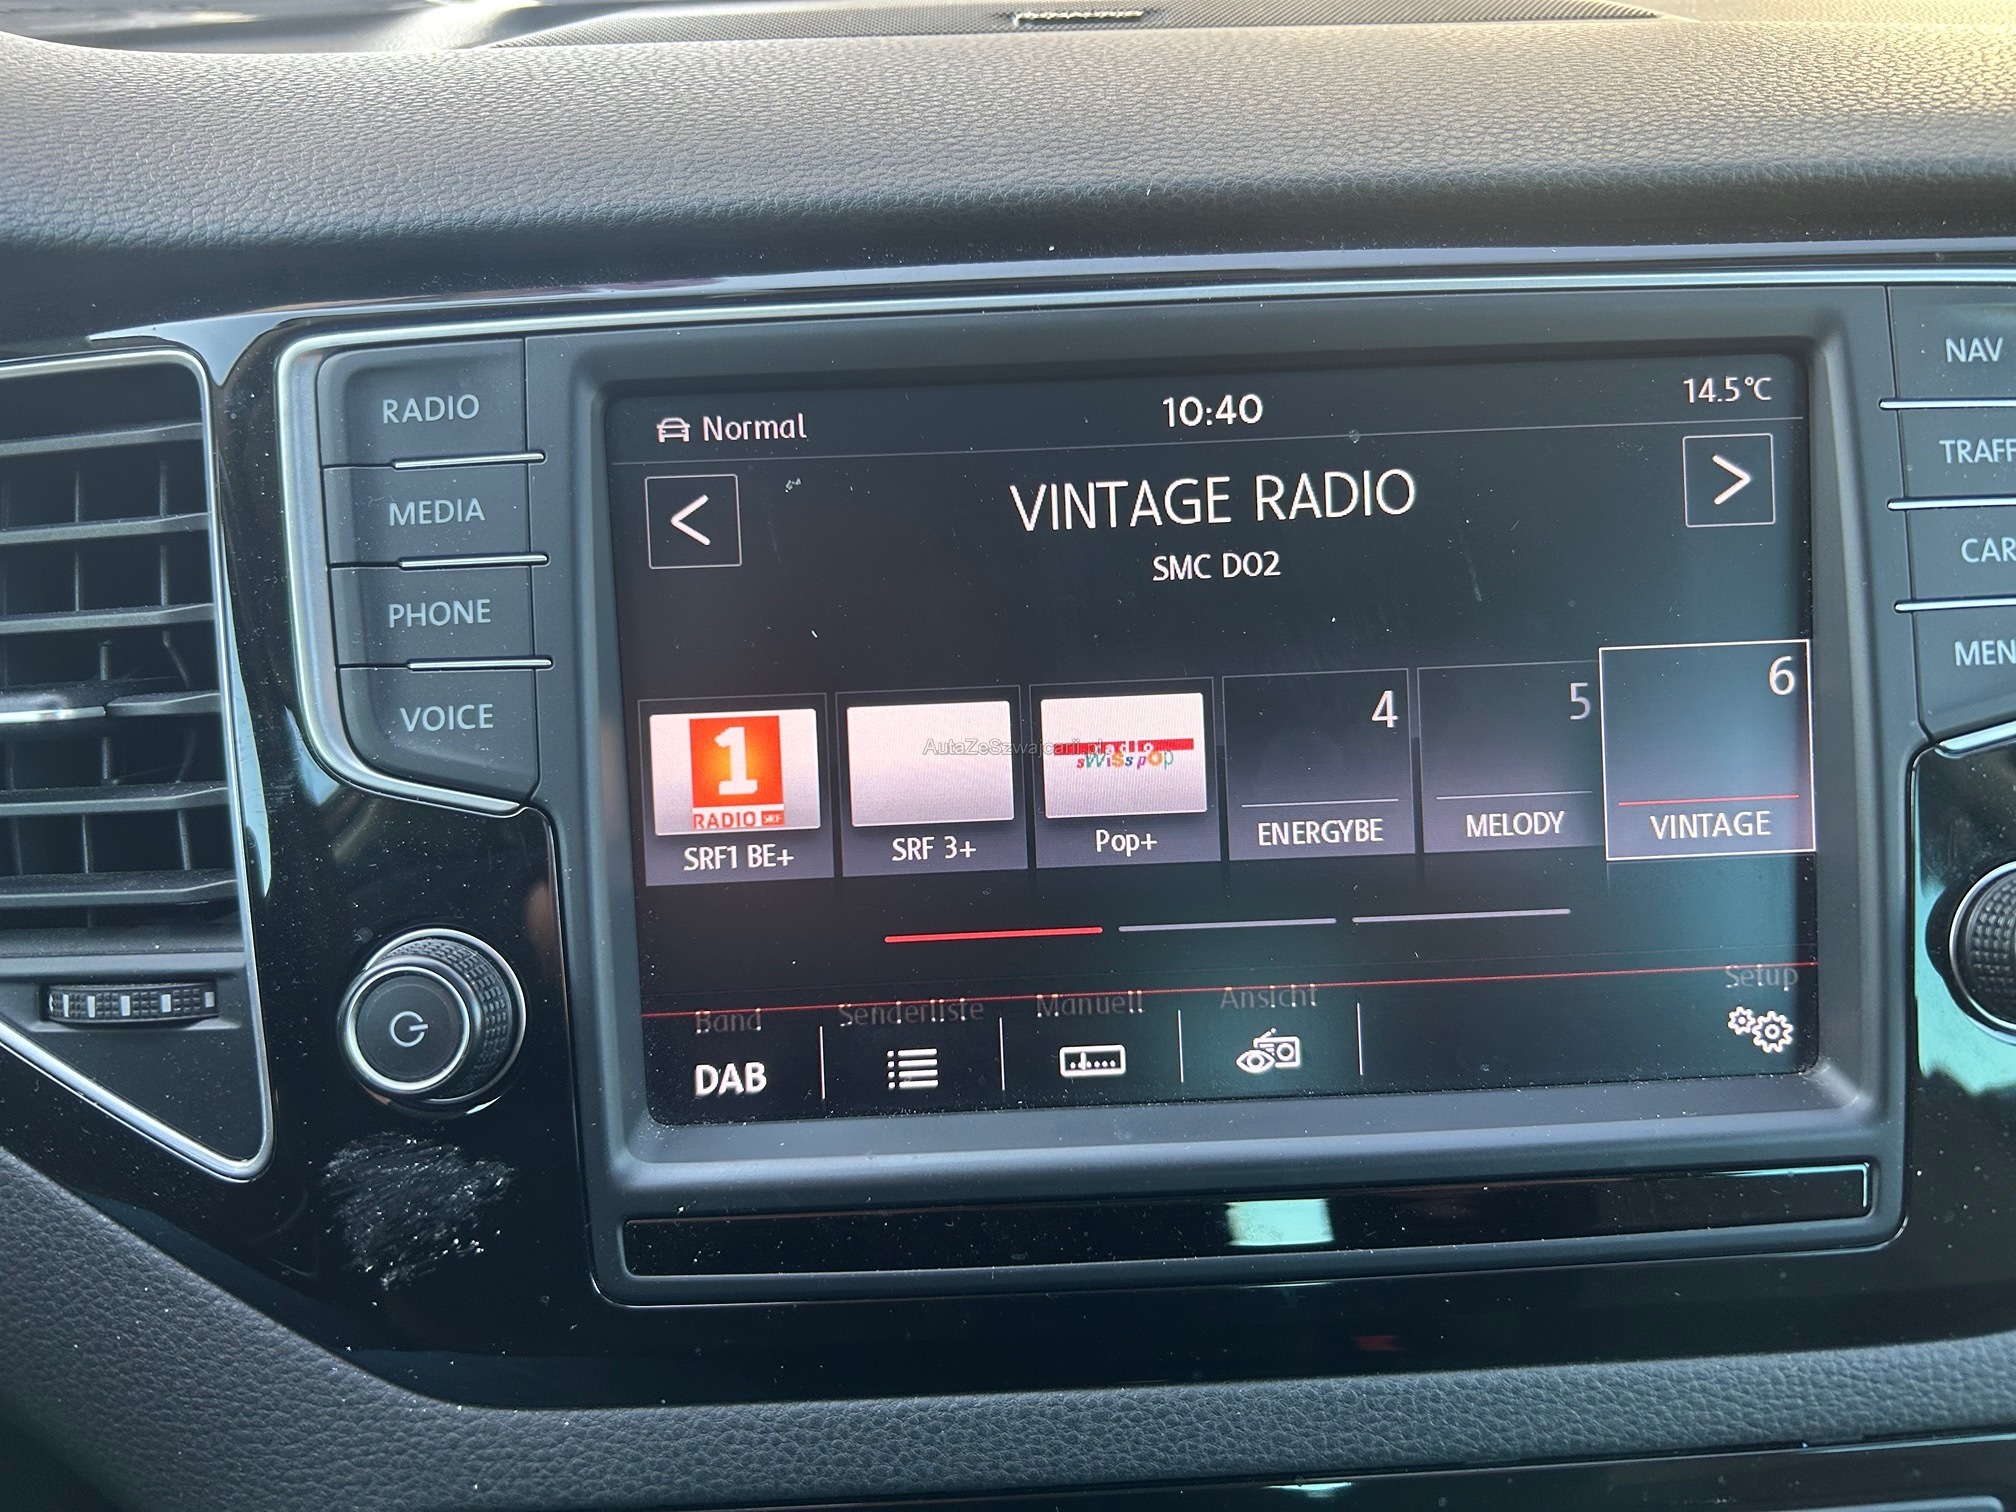 RADIO
MEDIA
PHONE
VOICE
Normal
10:40
14.5°C
<
VINTAGE RADIO
>
SMC D02
1
RADIO SRF
SRF1 BE+
SRF 3+
radio
swiss pop
Pop+
4
ENERGYBE
5
MELODY
6
VINTAGE
AutaZeSzwajcarii.pl
Band
DAB
Senderliste
Manuell
Ansicht
Setup
NAV
TRAFF
CAR
MEN